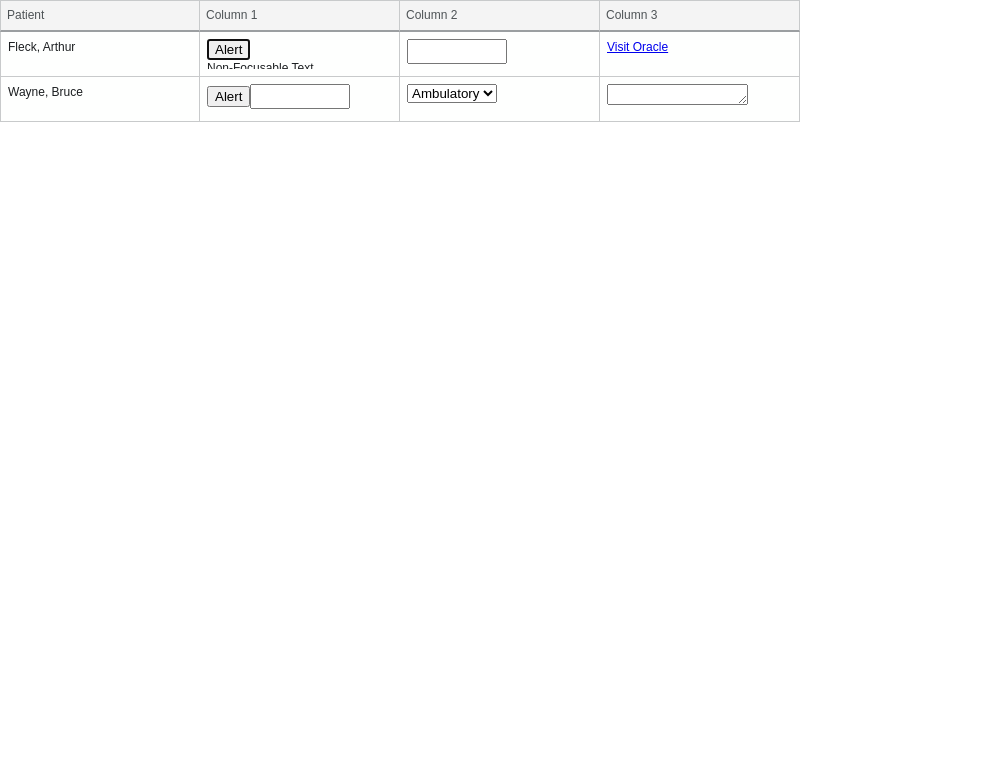 Patient Column 1 Column 2 Column 3
Fleck, Arthur Alert Visit Oracle
Non-Focusable Text
Wayne, Bruce Alert Ambulatory